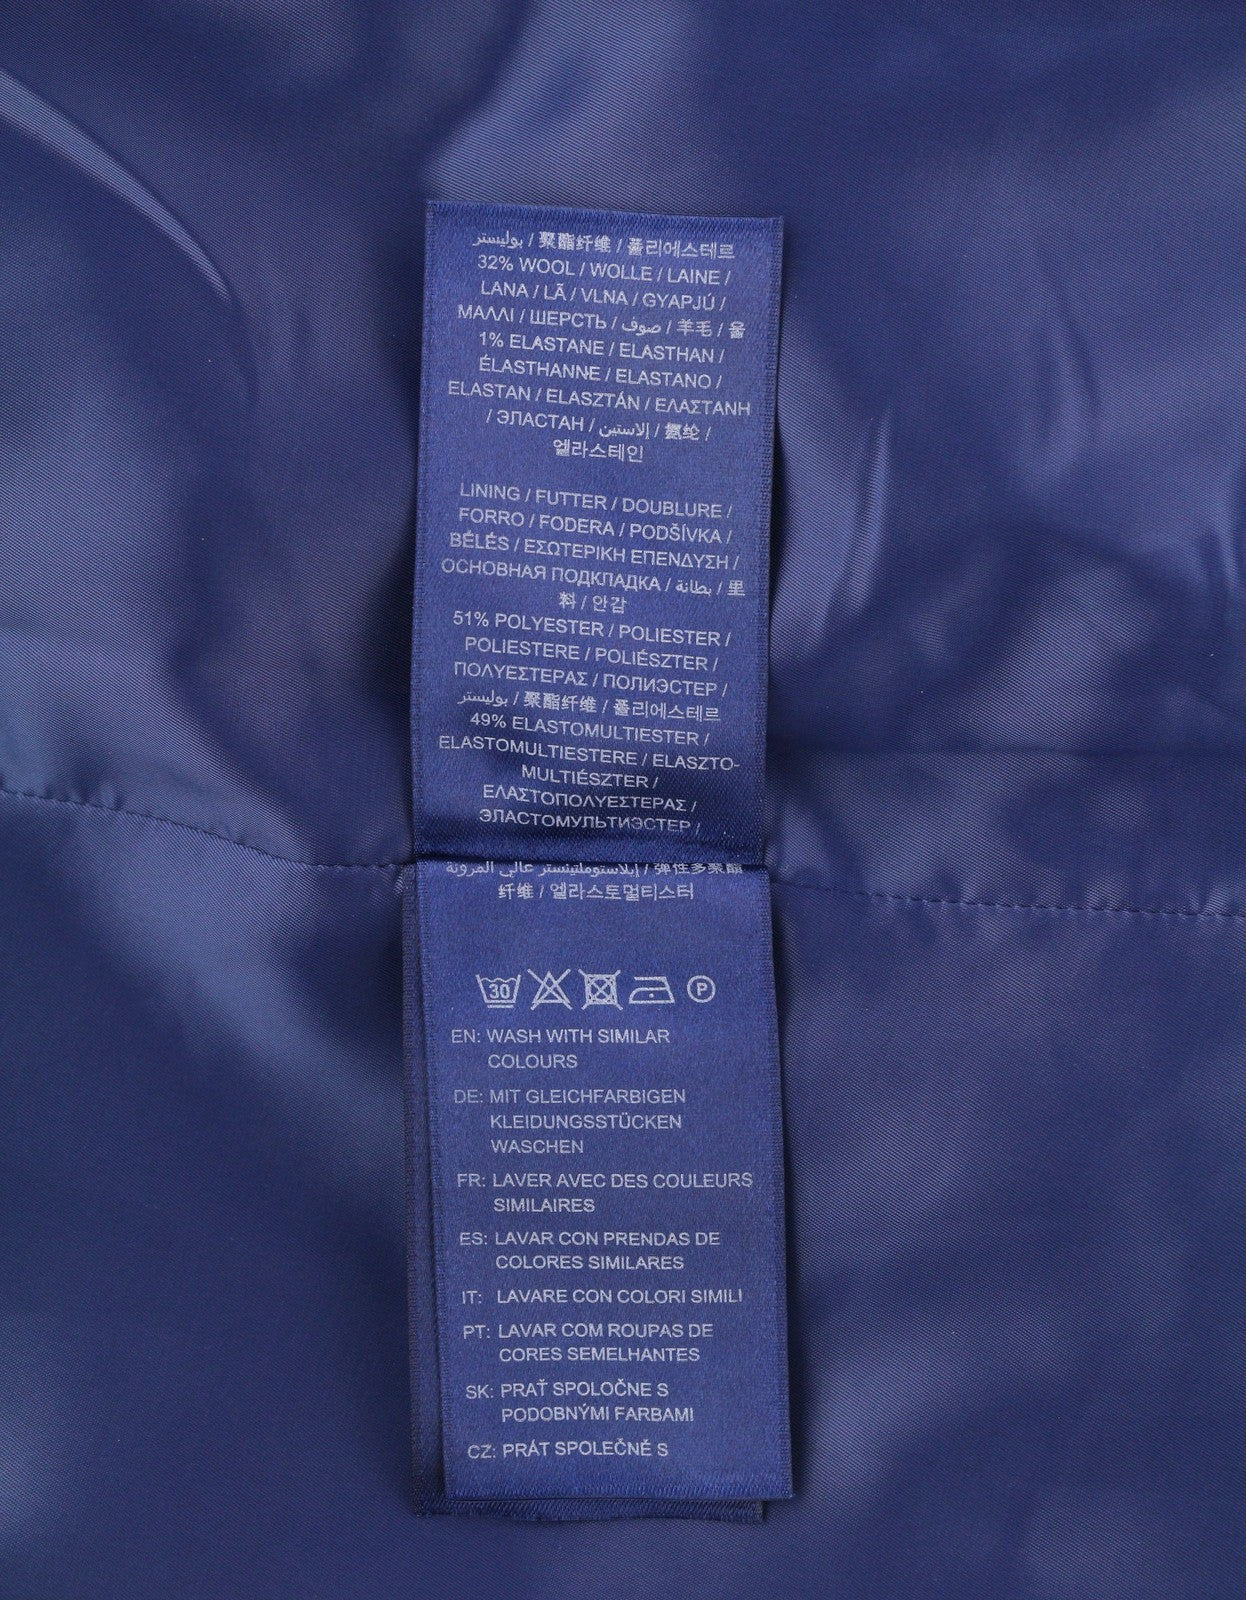 بوليستر / 聚酯纤维 / 폴리에스테르
32% WOOL / WOLLE / LAINE /
LANA / LÃ / VLNA / GYAPJÚ /
ΜΑΛΛΙ / ШЕРСТЬ / صوف / 羊毛 / 울
1% ELASTANE / ELASTHAN /
ÉLASTHANNE / ELASTANO /
ELASTAN / ELASZTÁN / ΕΛΑΣΤΑΝΗ
/ ЭЛАСТАН / إلاستين / 氨纶 /
엘라스테인
LINING / FUTTER / DOUBLURE /
FORRO / FODERA / PODŠÍVKA /
BÉLÉS / ΕΣΩΤΕΡΙΚΗ ΕΠΕΝΔΥΣΗ /
ОСНОВНАЯ ПОДКЛАДКА / بطانة / 里
料 / 안감
51% POLYESTER / POLIESTER /
POLIESTERE / POLIÉSZTER /
ΠΟΛΥΕΣΤΕΡΑΣ / ПОЛИЭСТЕР /
بوليستر / 聚酯纤维 / 폴리에스테르
49% ELASTOMULTIESTER /
ELASTOMULTIESTERE / ELASZTO-
MULTIÉSZTER /
ΕΛΑΣΤΟΠΟΛΥΕΣΤΕΡΑΣ /
ЭЛАСТОМУЛЬТИЭСТЕР /
إيلاستوملتيئستر عالي المرونة / 弹性多聚酯
纤维 / 엘라스토멀티스터
30 P
EN: WASH WITH SIMILAR
COLOURS
DE: MIT GLEICHFARBIGEN
KLEIDUNGSSTÜCKEN
WASCHEN
FR: LAVER AVEC DES COULEURS
SIMILAIRES
ES: LAVAR CON PRENDAS DE
COLORES SIMILARES
IT: LAVARE CON COLORI SIMILI
PT: LAVAR COM ROUPAS DE
CORES SEMELHANTES
SK: PRAŤ SPOLOČNE S
PODOBNÝMI FARBAMI
CZ: PRÁT SPOLEČNĚ S